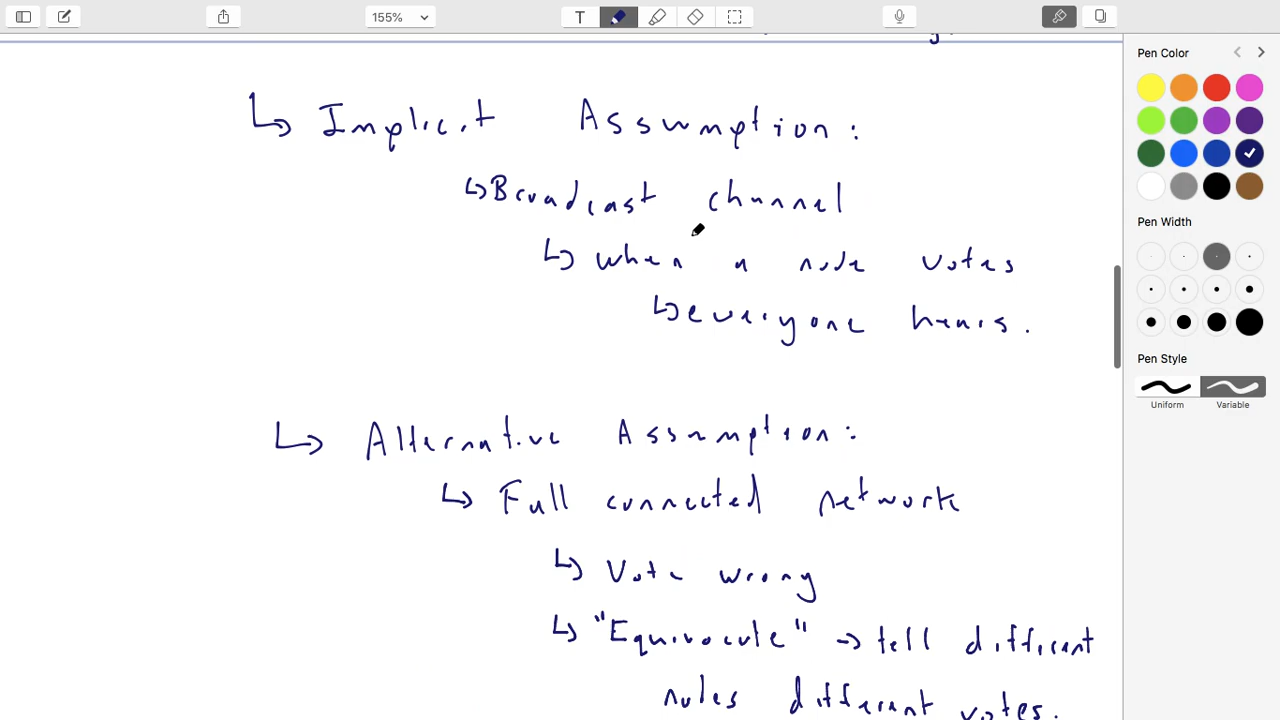 155%
T
↳ Implicit Assumption:
↳ Broadcast channel
↳ when a node votes
↳ everyone hears.
↳ Alternative Assumption:
↳ Full connected network
↳ Vote wrong
↳ "Equivocate" → tell different
nodes different votes.
Pen Color
Pen Width
Pen Style
Uniform Variable